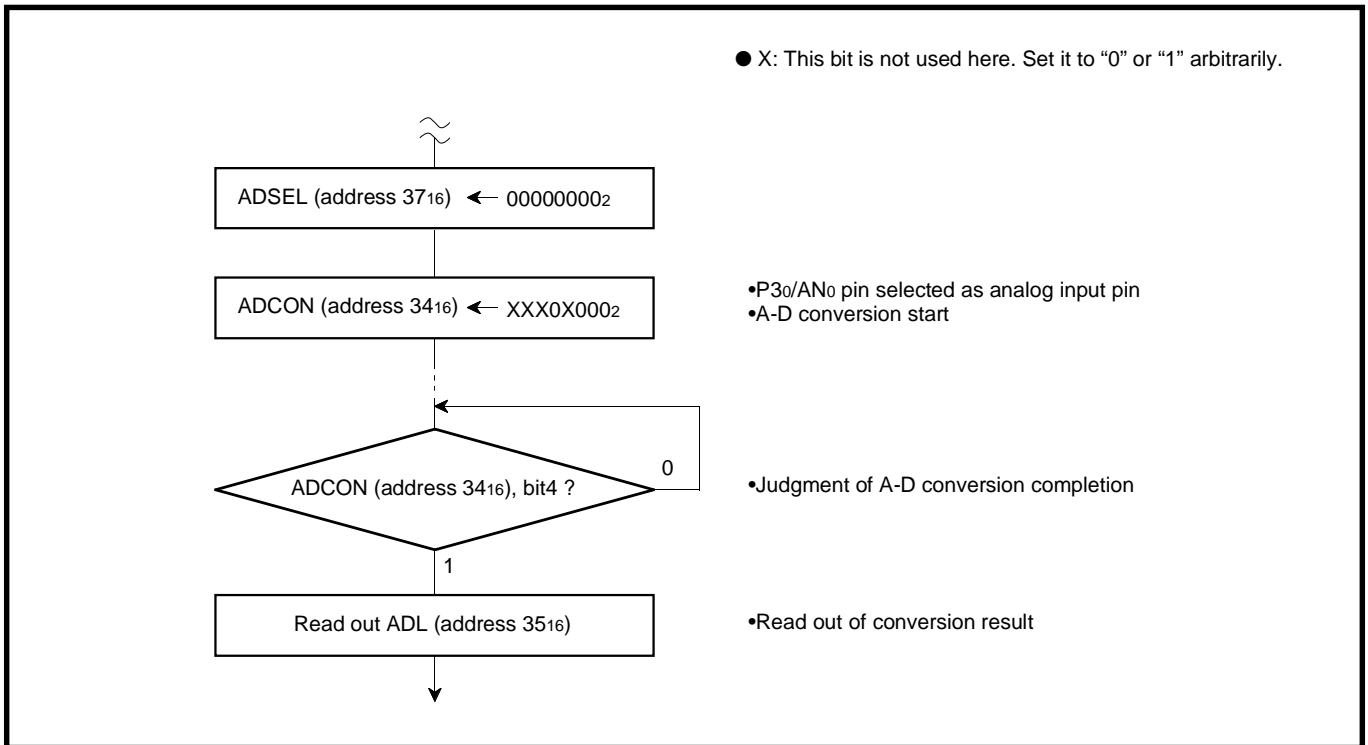 ● X: This bit is not used here. Set it to “0” or “1” arbitrarily.
ADSEL (address 3716) ← 000000002
ADCON (address 3416) ← XXX0X0002
•P30/AN0 pin selected as analog input pin
•A-D conversion start
0
ADCON (address 3416), bit4 ?
•Judgment of A-D conversion completion
1
Read out ADL (address 3516)
•Read out of conversion result